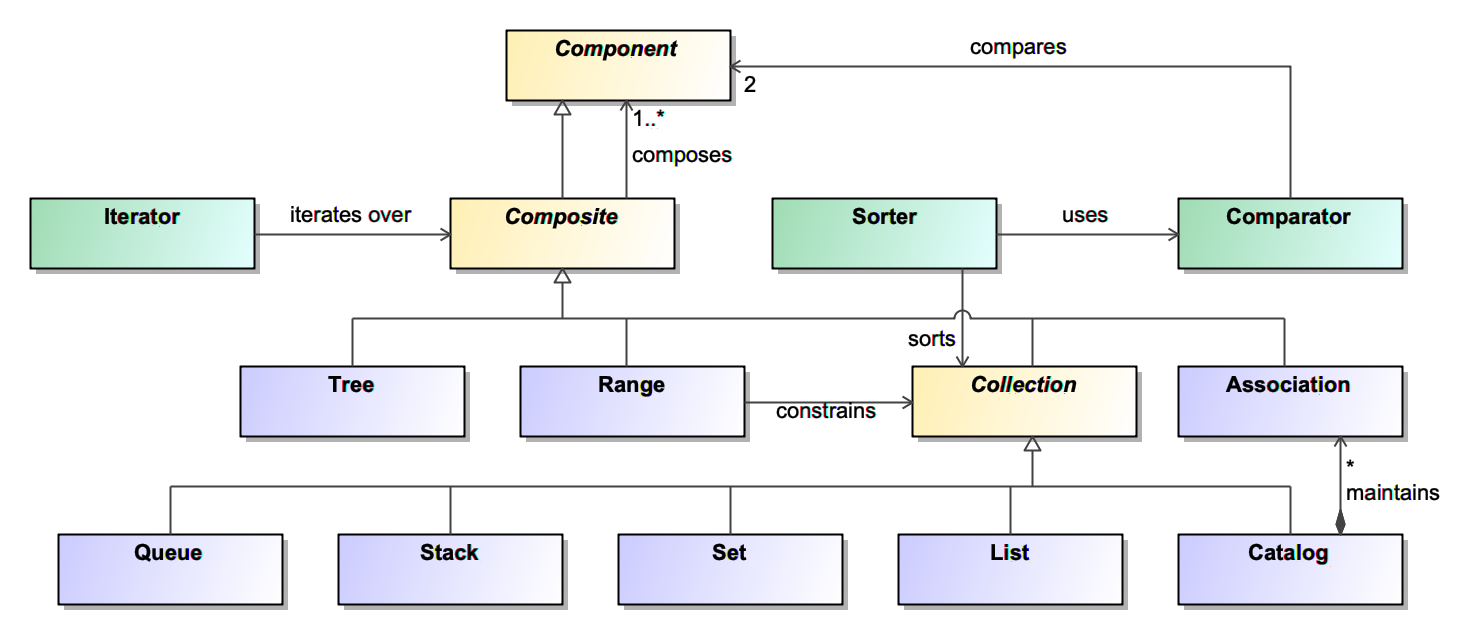 Component
compares
2
1..*
composes
Iterator
iterates over
Composite
Sorter
uses
Comparator
sorts
Tree
Range
constrains
Collection
Association
*
maintains
Queue
Stack
Set
List
Catalog